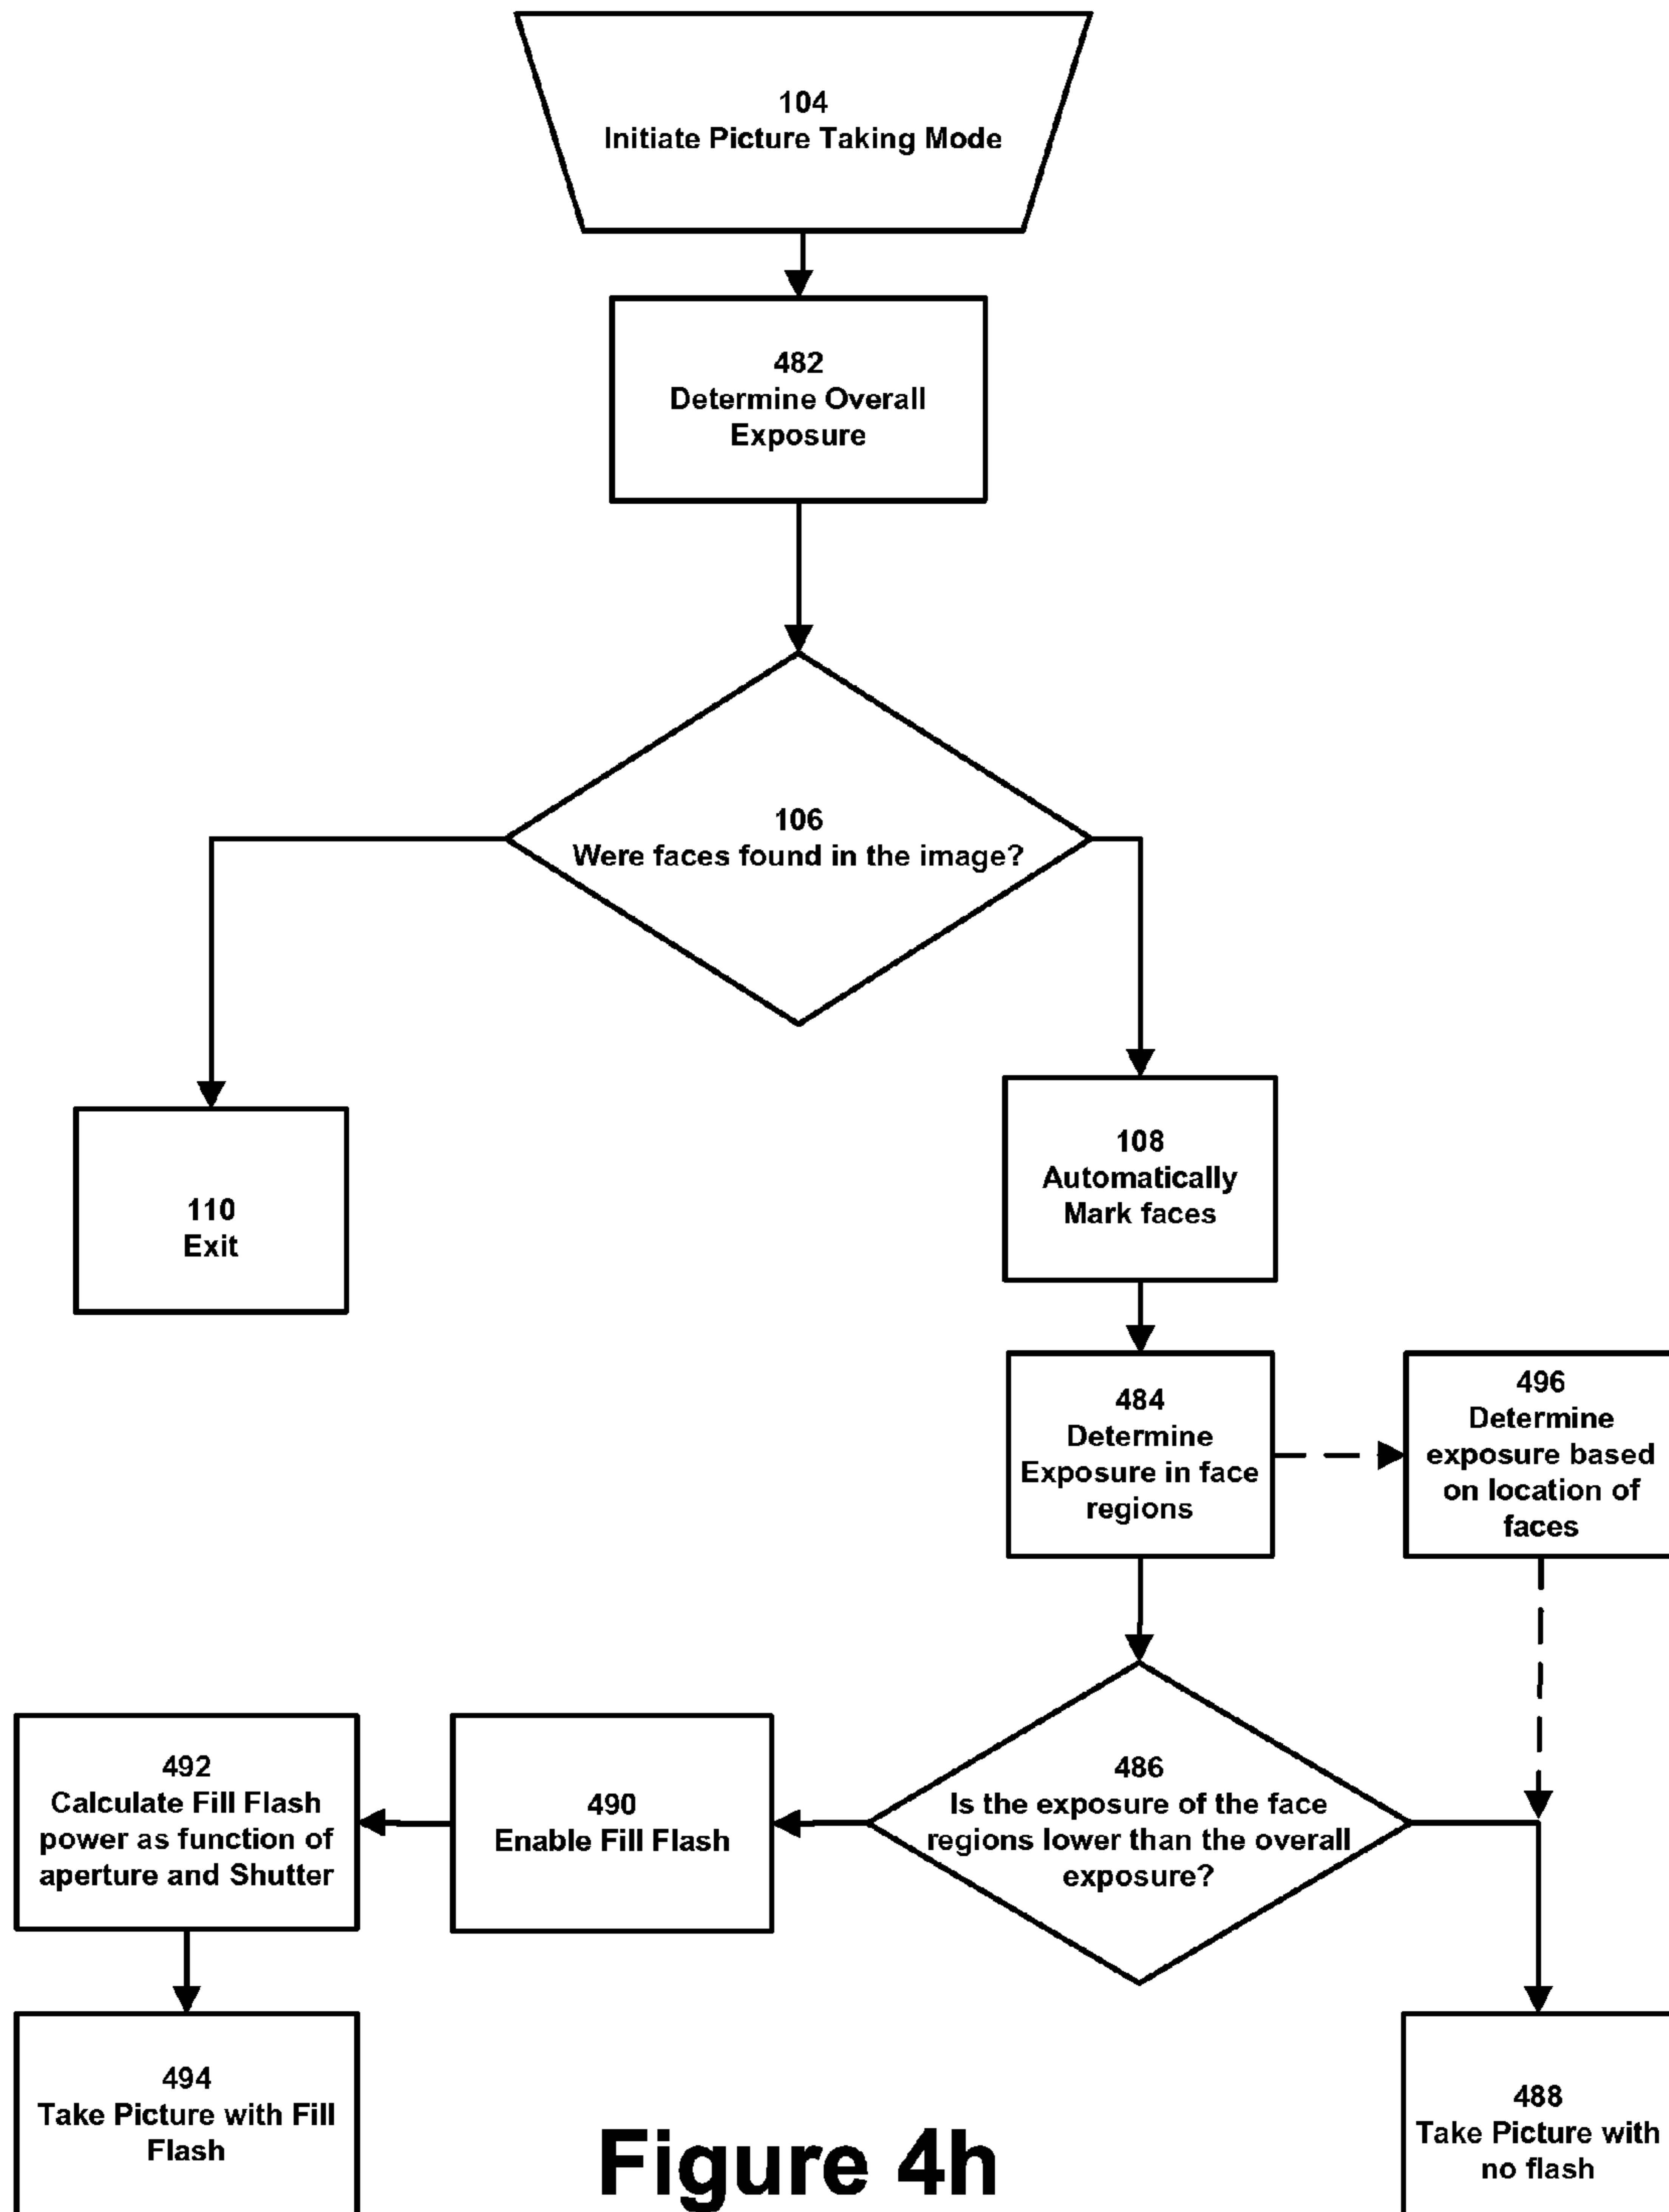 104
Initiate Picture Taking Mode
482
Determine Overall
Exposure
106
Were faces found in the image?
110
Exit
108
Automatically
Mark faces
484
Determine
Exposure in face
regions
496
Determine
exposure based
on location of
faces
486
Is the exposure of the face
regions lower than the overall
exposure?
490
Enable Fill Flash
492
Calculate Fill Flash
power as function of
aperture and Shutter
494
Take Picture with Fill
Flash
488
Take Picture with
no flash
Figure 4h